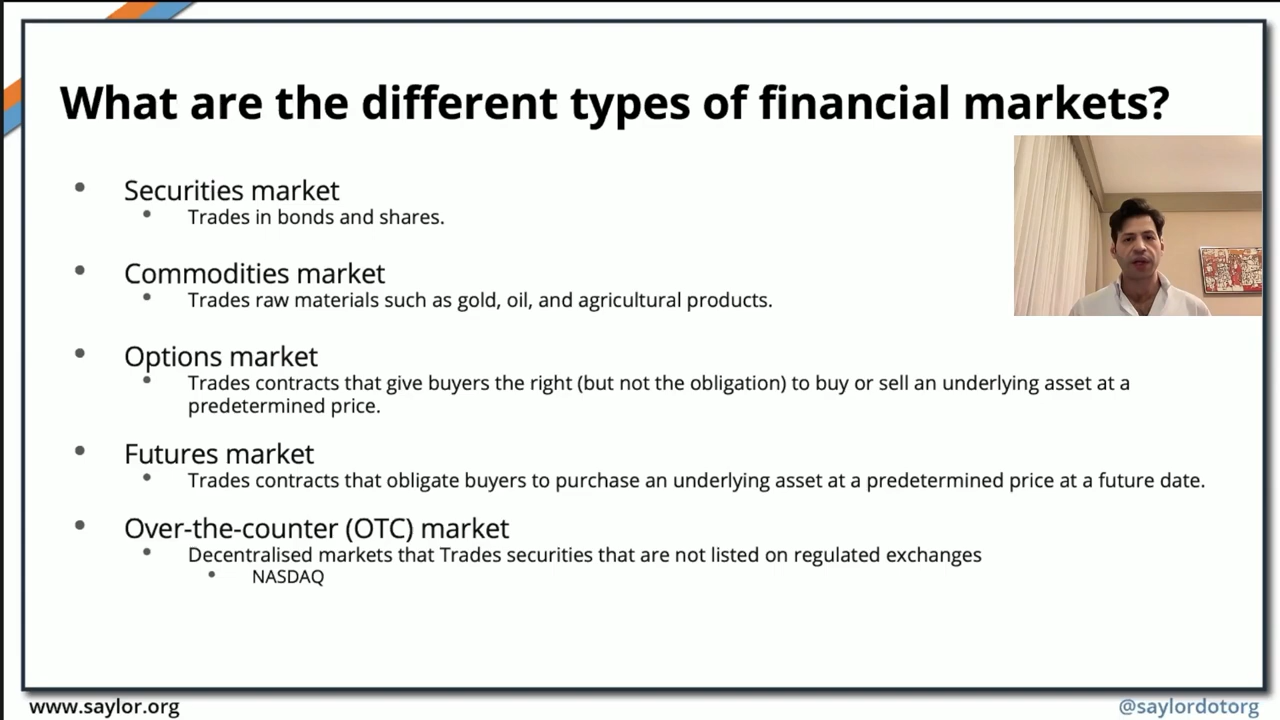 What are the different types of financial markets?
Securities market
Trades in bonds and shares.
Commodities market
Trades raw materials such as gold, oil, and agricultural products.
Options market
Trades contracts that give buyers the right (but not the obligation) to buy or sell an underlying asset at a
predetermined price.
Futures market
Trades contracts that obligate buyers to purchase an underlying asset at a predetermined price at a future date.
Over-the-counter (OTC) market
Decentralised markets that Trades securities that are not listed on regulated exchanges
NASDAQ
www.saylor.org
@saylordotorg